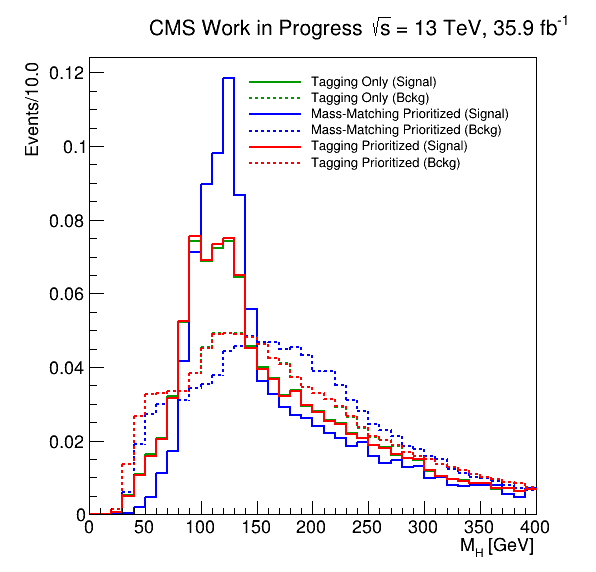 CMS Work in Progress √s = 13 TeV, 35.9 fb⁻¹
Events/10.0
0.12
0.1
0.08
0.06
0.04
0.02
0
Tagging Only (Signal)
Tagging Only (Bckg)
Mass-Matching Prioritized (Signal)
Mass-Matching Prioritized (Bckg)
Tagging Prioritized (Signal)
Tagging Prioritized (Bckg)
0 50 100 150 200 250 300 350 400
M_H [GeV]